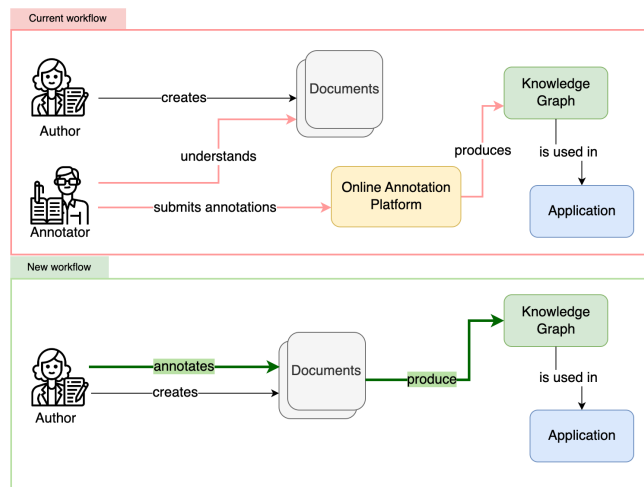 Current workflow
Author
creates
Documents
understands
Annotator
submits annotations
Online Annotation
Platform
produces
Knowledge
Graph
is used in
Application
New workflow
Author
annotates
creates
Documents
produce
Knowledge
Graph
is used in
Application